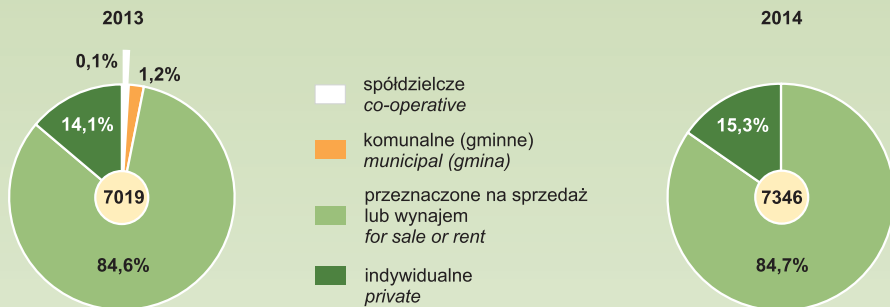 2013
0,1%
1,2%
14,1%
7019
84,6%
spółdzielcze
co-operative
komunalne (gminne)
municipal (gmina)
przeznaczone na sprzedaż
lub wynajem
for sale or rent
indywidualne
private
2014
15,3%
7346
84,7%